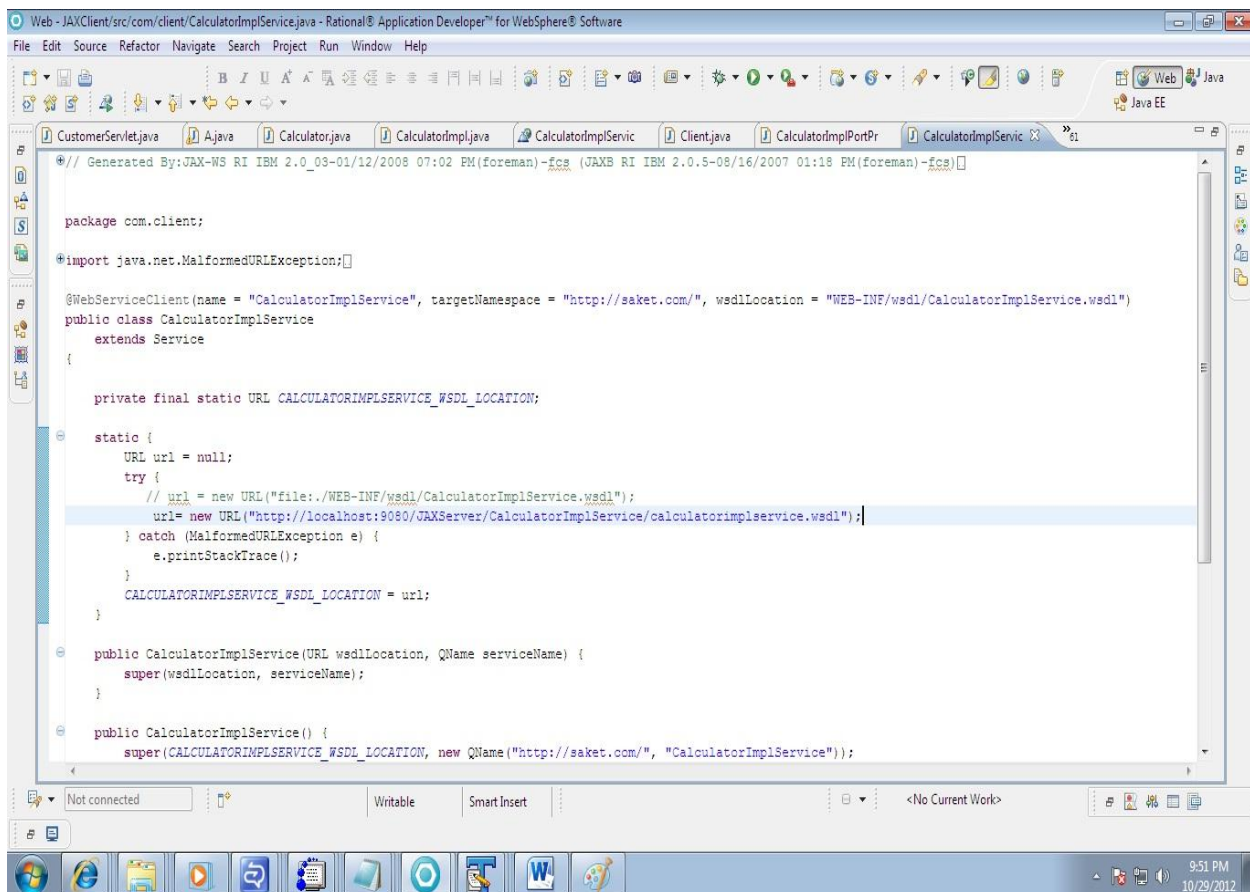 Web - JAXClient/src/com/client/CalculatorImplService.java - Rational® Application Developer™ for WebSphere® Software
File Edit Source Refactor Navigate Search Project Run Window Help
Web Java
Java EE
CustomerServlet.java A.java Calculator.java CalculatorImpl.java CalculatorImplServic Client.java CalculatorImplPortPr CalculatorImplServic 61
// Generated By:JAX-WS RI IBM 2.0_03-01/12/2008 07:02 PM(foreman)-fcs (JAXB RI IBM 2.0.5-08/16/2007 01:18 PM(foreman)-fcs)
package com.client;
import java.net.MalformedURLException;
@WebServiceClient(name = "CalculatorImplService", targetNamespace = "http://saket.com/", wsdlLocation = "WEB-INF/wsdl/CalculatorImplService.wsdl")
public class CalculatorImplService
extends Service
{
private final static URL CALCULATORIMPLSERVICE_WSDL_LOCATION;
static {
URL url = null;
try {
// url = new URL("file:./WEB-INF/wsdl/CalculatorImplService.wsdl");
url= new URL("http://localhost:9080/JAXServer/CalculatorImplService/calculatorimplservice.wsdl");
} catch (MalformedURLException e) {
e.printStackTrace();
}
CALCULATORIMPLSERVICE_WSDL_LOCATION = url;
}
public CalculatorImplService(URL wsdlLocation, QName serviceName) {
super(wsdlLocation, serviceName);
}
public CalculatorImplService() {
super(CALCULATORIMPLSERVICE_WSDL_LOCATION, new QName("http://saket.com/", "CalculatorImplService"));
Not connected Writable Smart Insert <No Current Work>
9:51 PM
10/29/2012